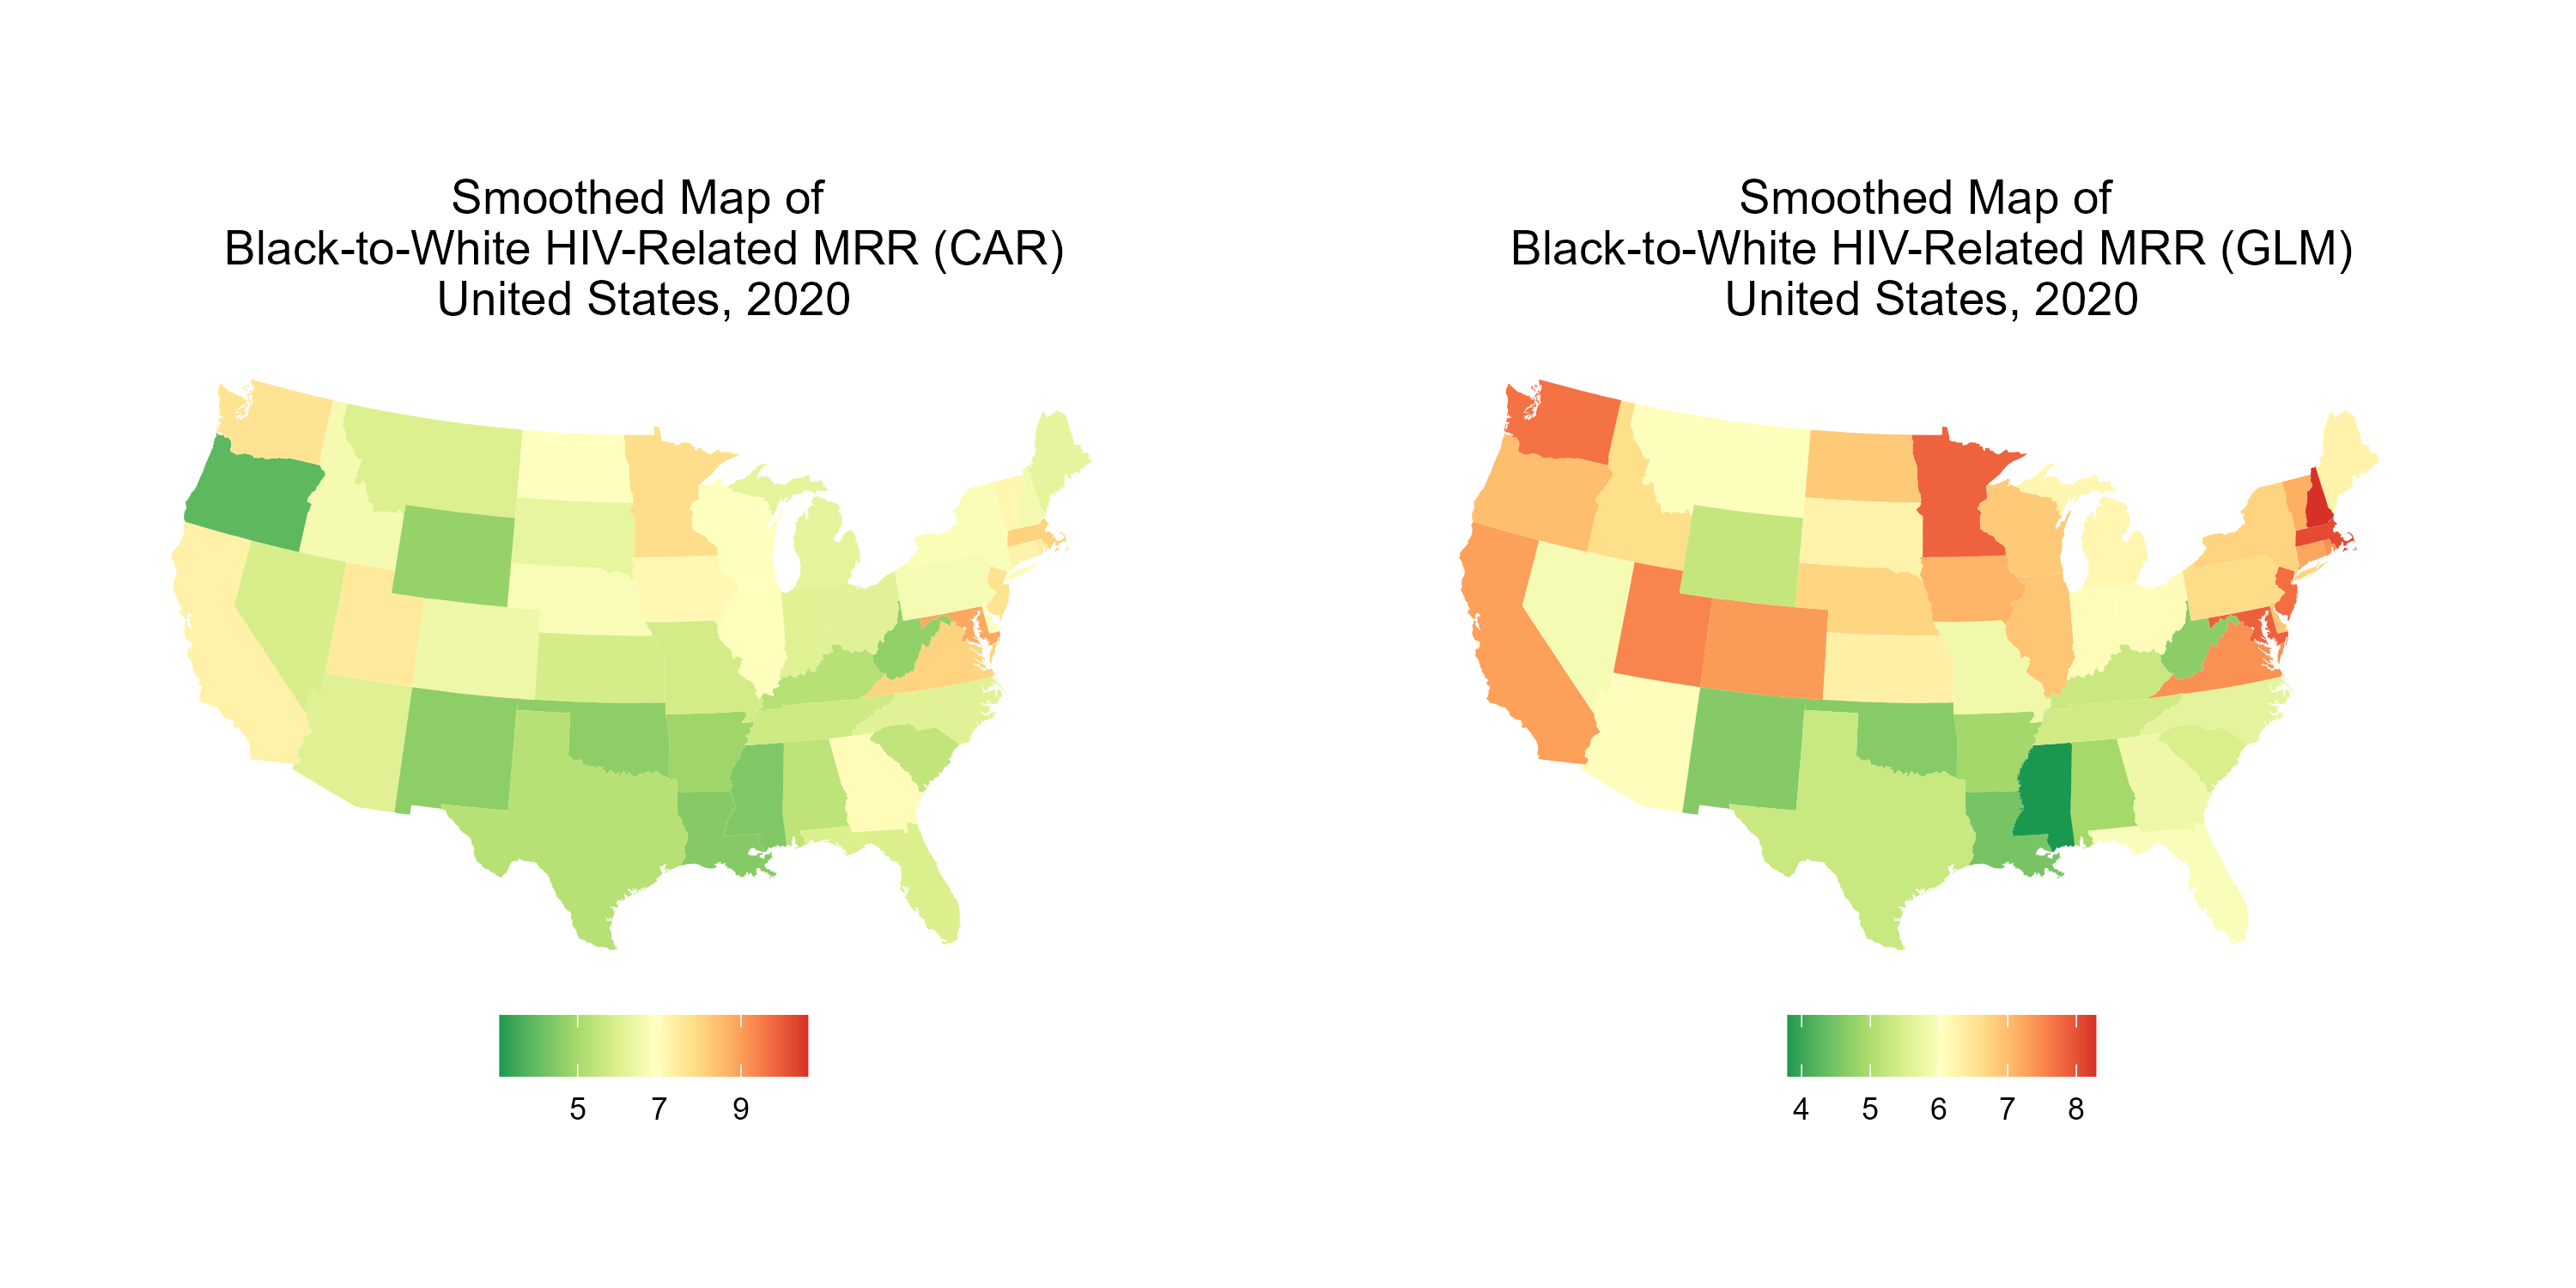 Smoothed Map of
Black-to-White HIV-Related MRR (CAR)
United States, 2020
5 7 9
Smoothed Map of
Black-to-White HIV-Related MRR (GLM)
United States, 2020
4 5 6 7 8